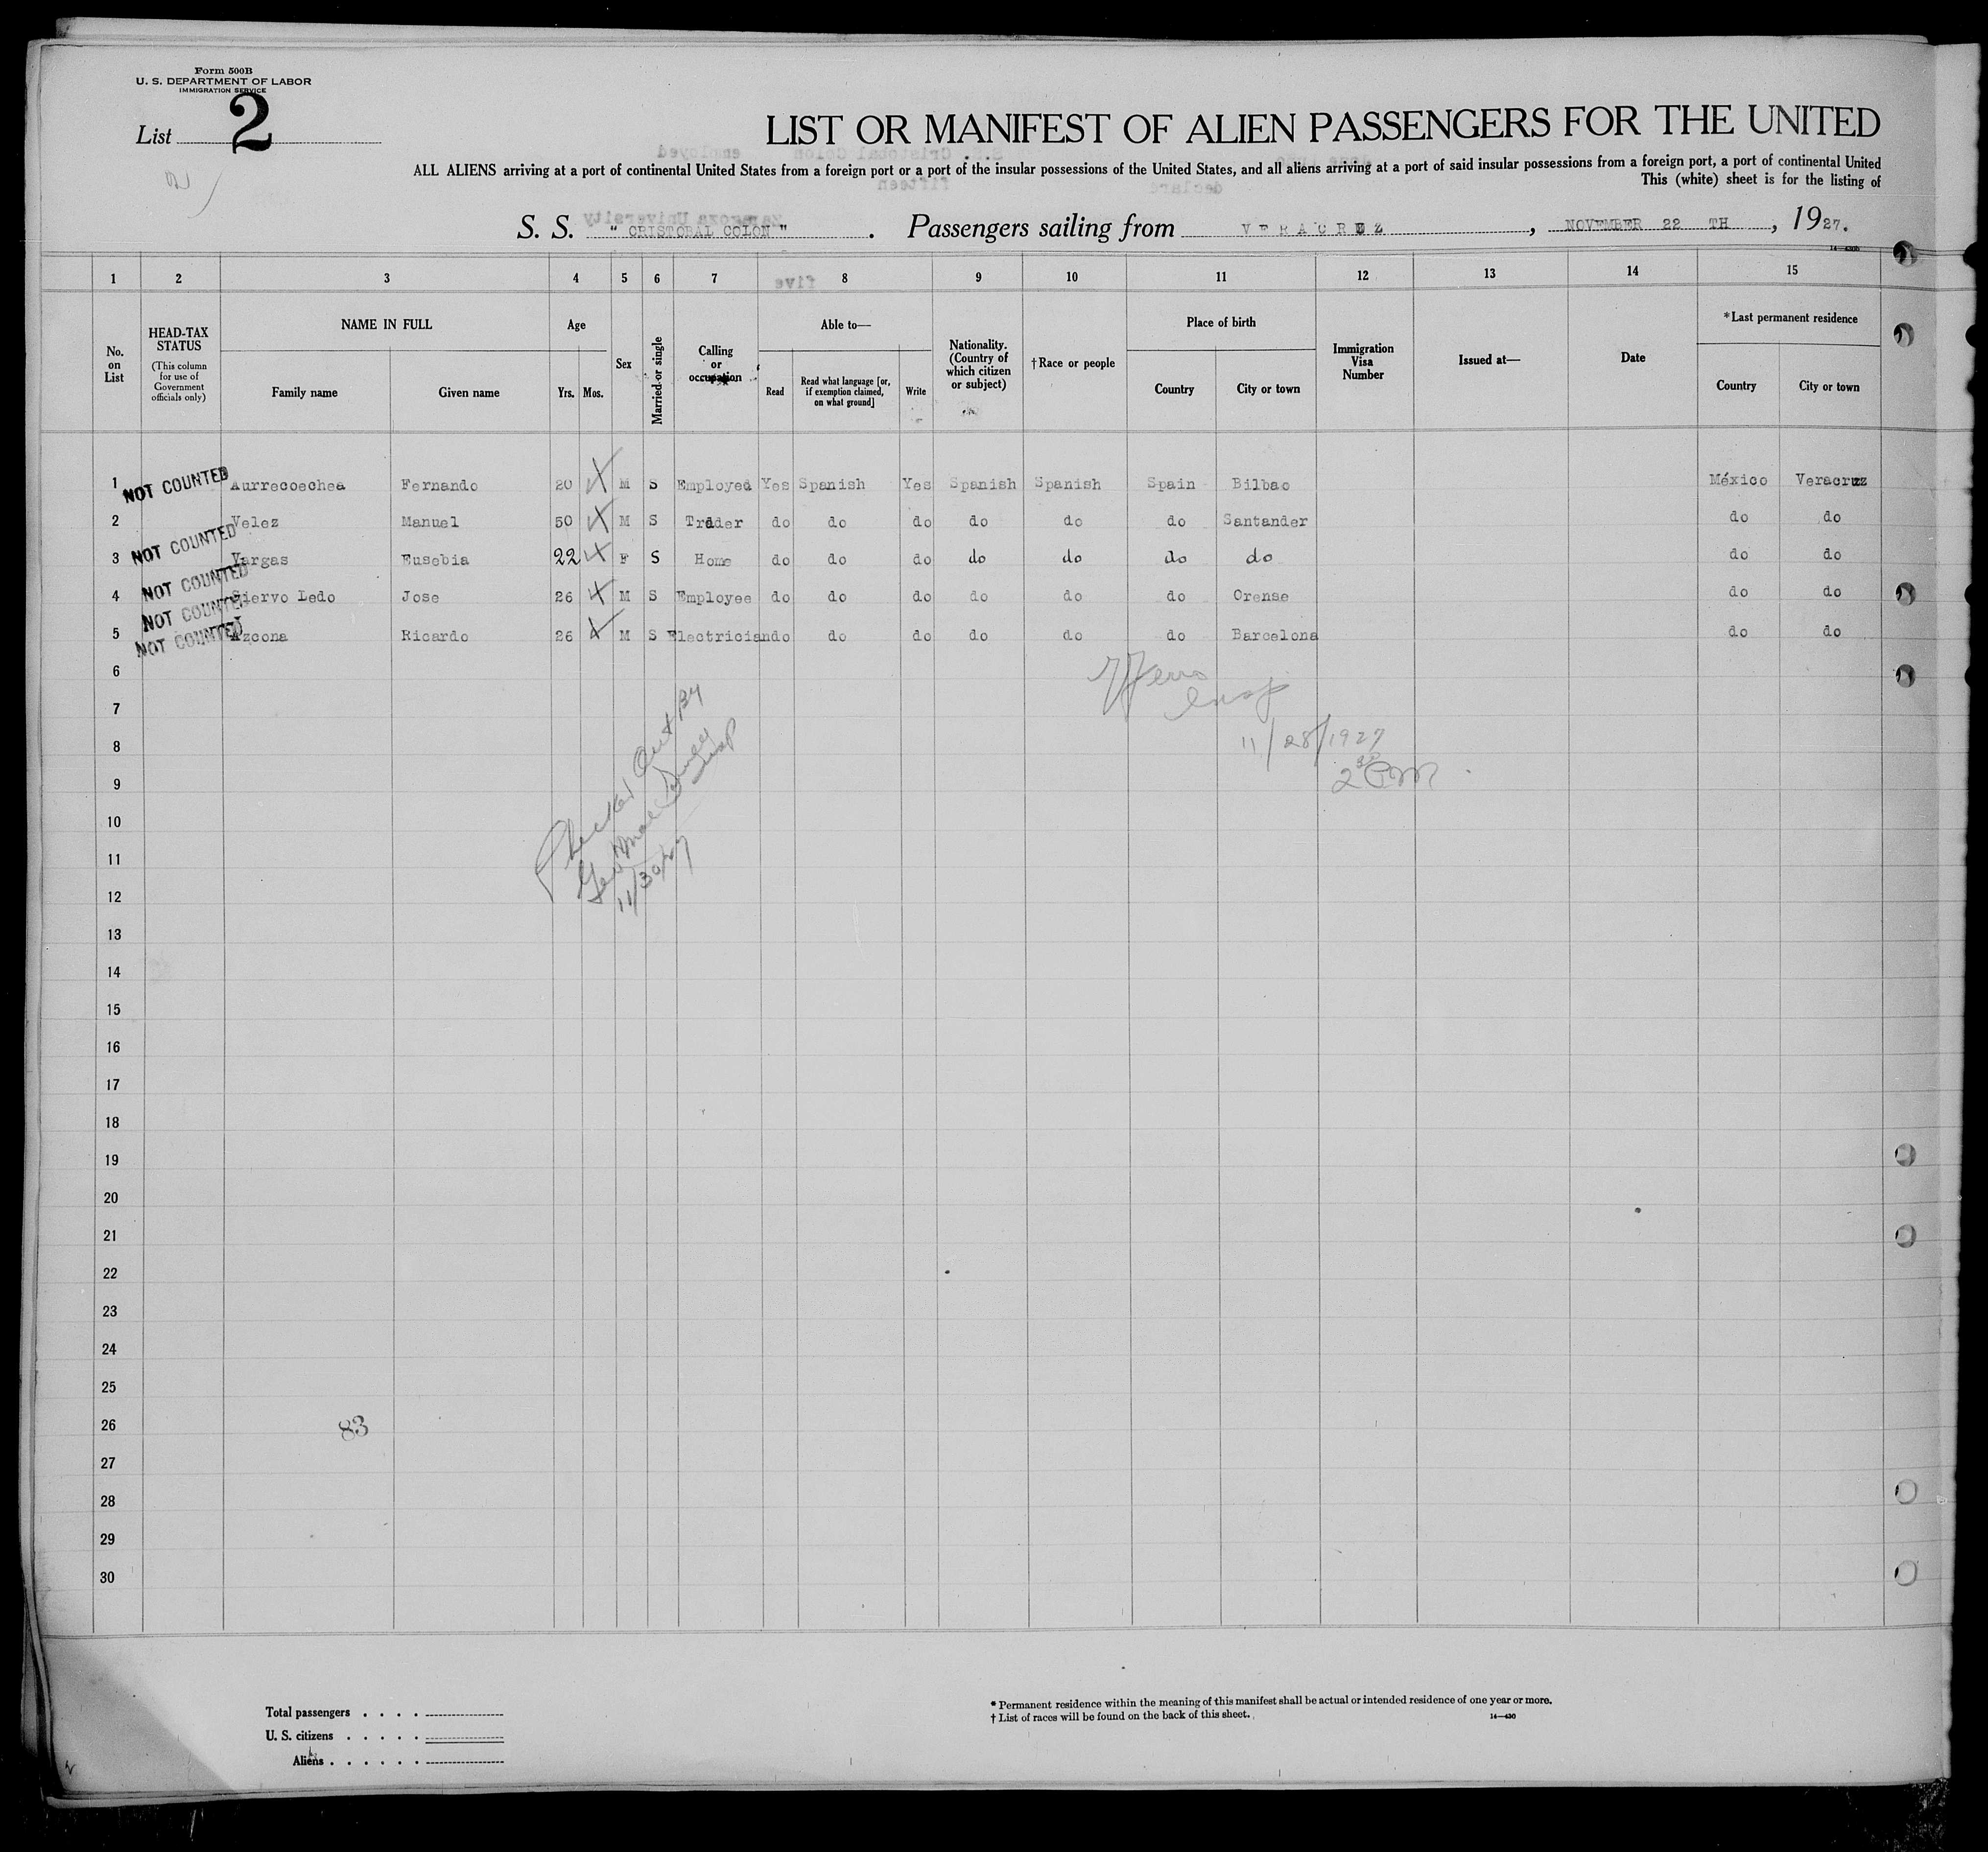 Form 500B
U. S. DEPARTMENT OF LABOR
IMMIGRATION SERVICE
List 2
LIST OR MANIFEST OF ALIEN PASSENGERS FOR THE UNITED
ALL ALIENS arriving at a port of continental United States from a foreign port or a port of the insular possessions of the United States, and all aliens arriving at a port of said insular possessions from a foreign port, a port of continental United
This (white) sheet is for the listing of
S. S. " CRISTOBAL COLON " . Passengers sailing from VERACRUZ , NOVEMBER 22 TH , 1927.
1 2 3 4 5 6 7 8 9 10 11 12 13 14 15
No. on List
HEAD-TAX STATUS
(This column for use of Government officials only)
NAME IN FULL
Family name Given name
Age
Yrs. Mos.
Sex
Married or single
Calling or occupation
Able to—
Read
Read what language [or, if exemption claimed, on what ground]
Write
Nationality. (Country of which citizen or subject)
†Race or people
Place of birth
Country City or town
Immigration Visa Number
Issued at—
Date
*Last permanent residence
Country City or town
1 NOT COUNTED Aurrecoechea Fernando 20 M S Employed Yes Spanish Yes Spanish Spanish Spain Bilbao México Veracruz
2 Velez Manuel 50 M S Trader do do do do do do Santander do do
3 NOT COUNTED Vargas Eusebia 22 F S Home do do do do do do do do do
4 NOT COUNTED Siervo Ledo Jose 26 M S Employee do do do do do do Orense do do
NOT COUNTED
5 NOT COUNTED Azcona Ricardo 26 M S Electrician do do do do do do Barcelona do do
6
7
Insp
8
11/28/1927
9
2 30 PM
10
Checked Out by
Insp
11
11/30/27
12
13
14
15
16
17
18
19
20
21
22
23
24
25
26
83
27
28
29
30
Total passengers . . . .
U. S. citizens . . . . .
Aliens . . . . . .
* Permanent residence within the meaning of this manifest shall be actual or intended residence of one year or more.
† List of races will be found on the back of this sheet.
14—430